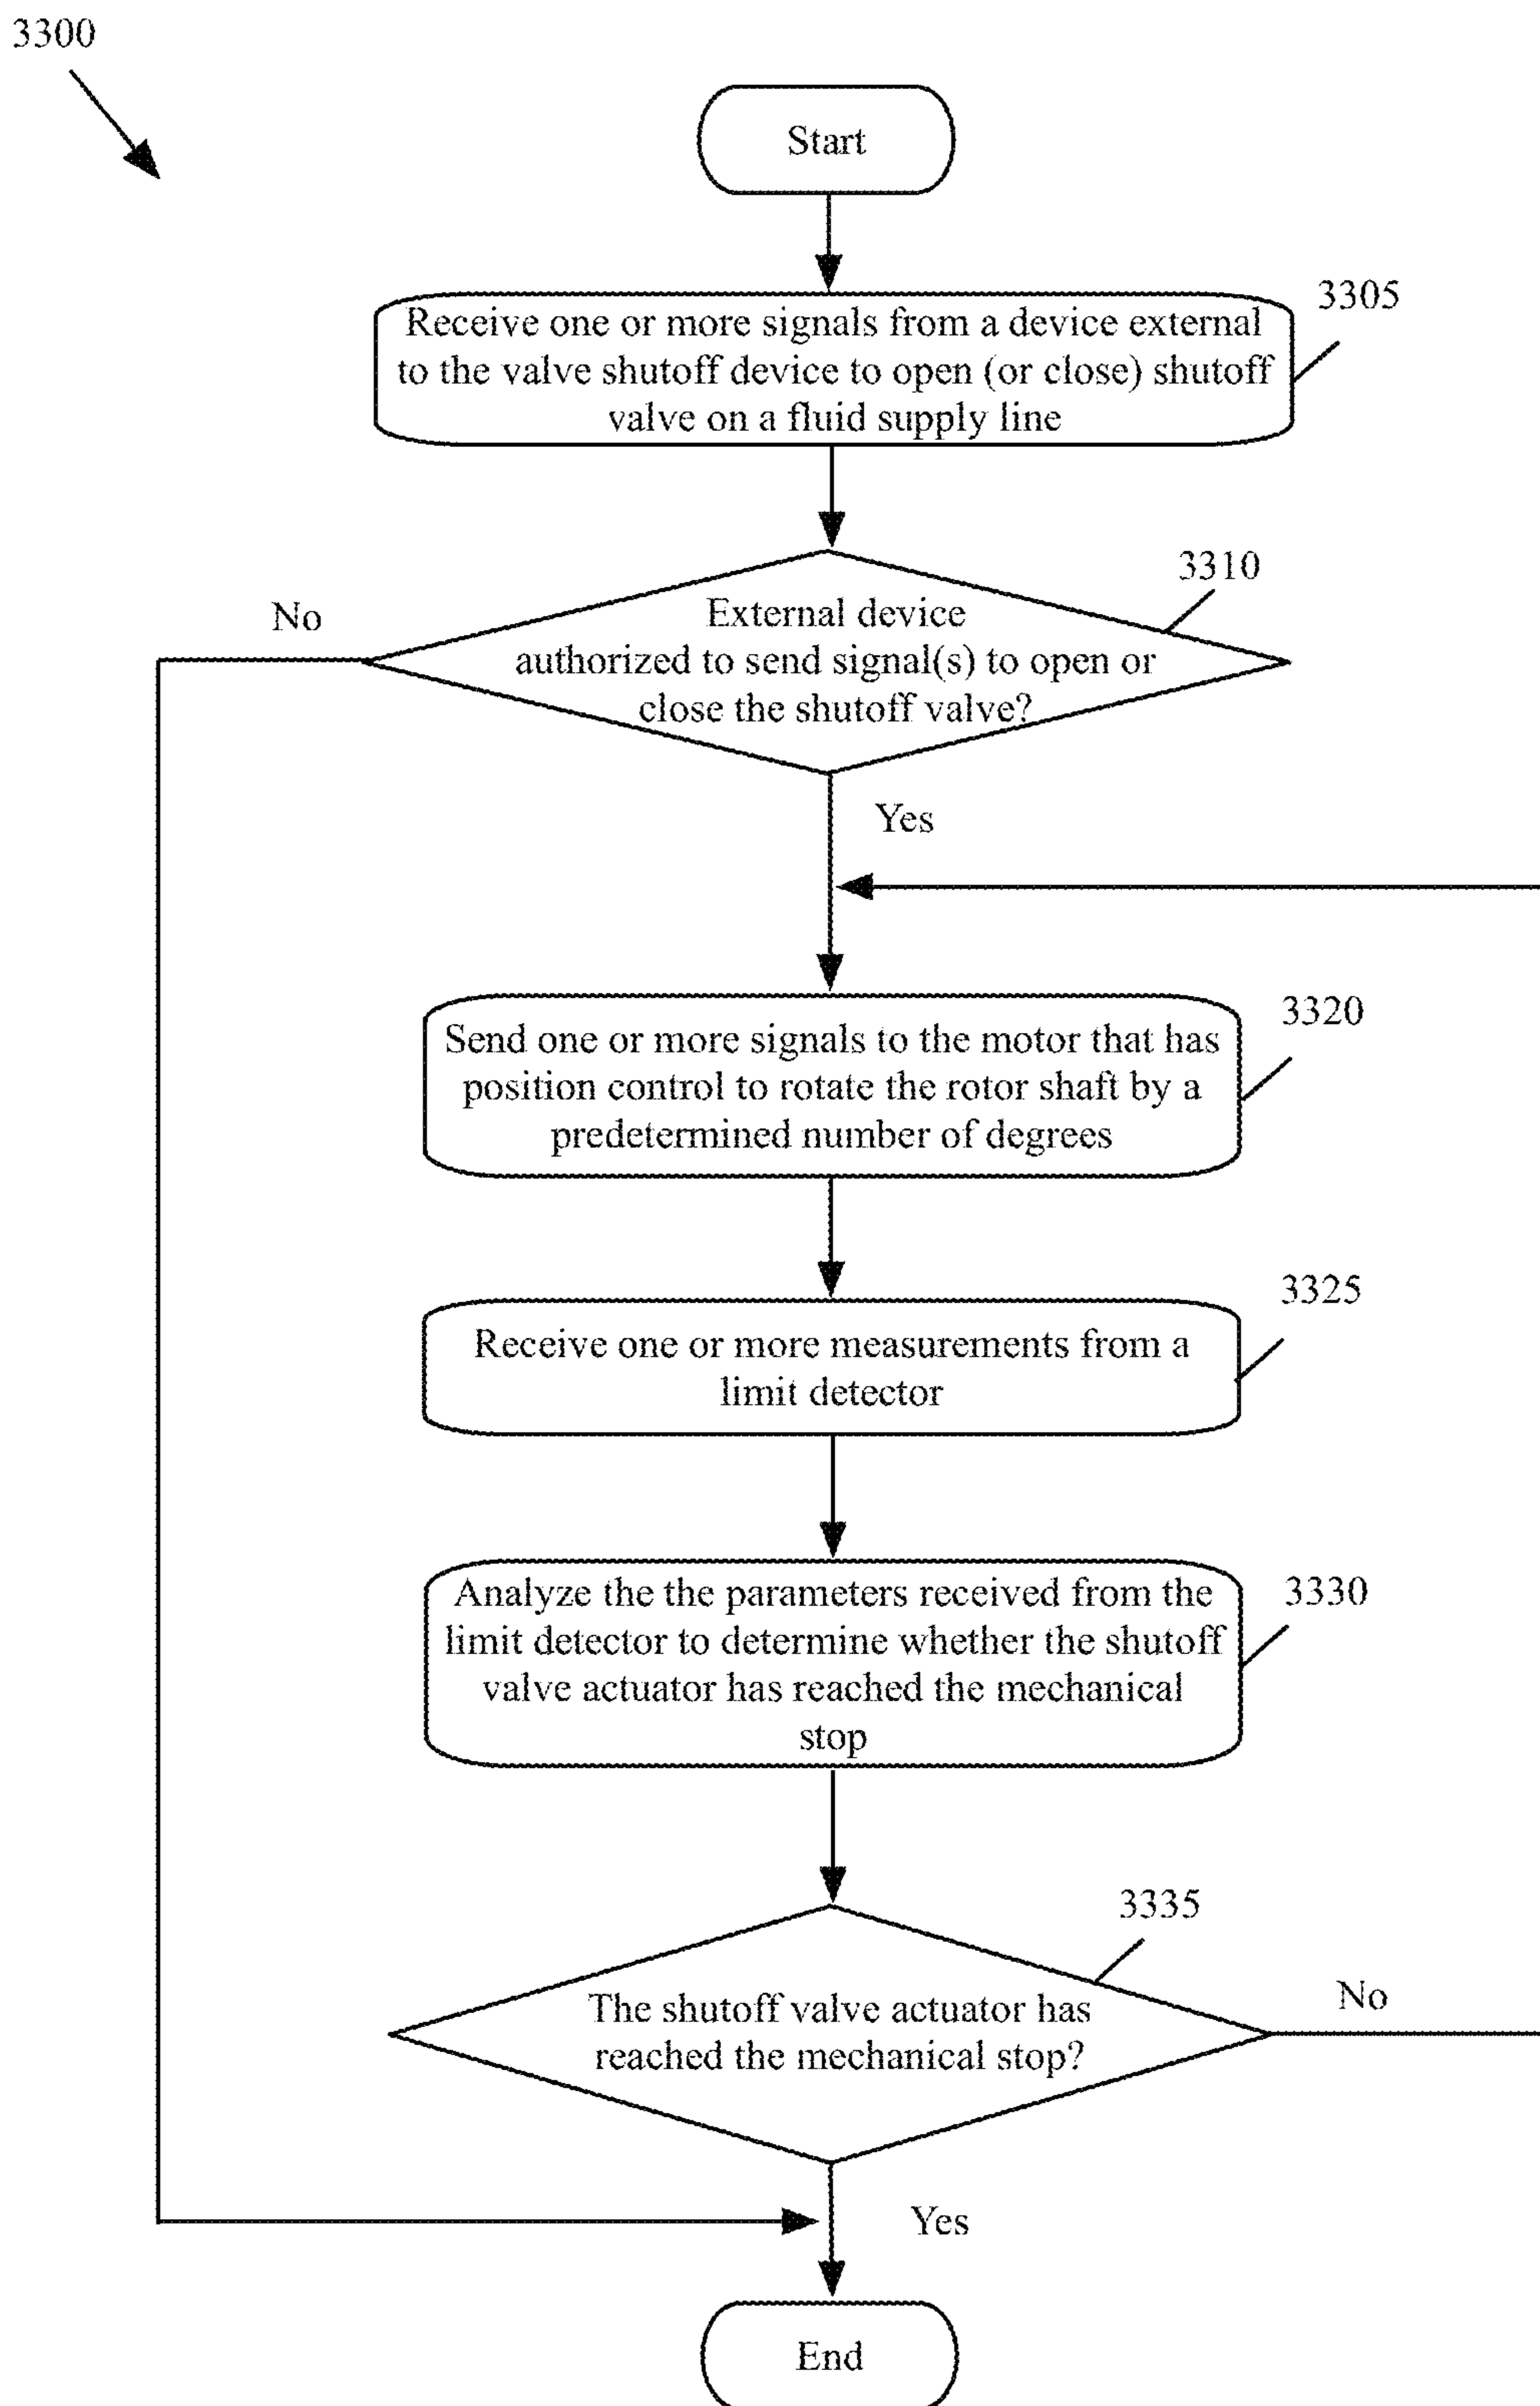 3300
Start
Receive one or more signals from a device external
to the valve shutoff device to open (or close) shutoff
valve on a fluid supply line
3305
3310
No
External device
authorized to send signal(s) to open or
close the shutoff valve?
Yes
Send one or more signals to the motor that has
position control to rotate the rotor shaft by a
predetermined number of degrees
3320
Receive one or more measurements from a
limit detector
3325
Analyze the the parameters received from the
limit detector to determine whether the shutoff
valve actuator has reached the mechanical
stop
3330
3335
The shutoff valve actuator has
reached the mechanical stop?
No
Yes
End